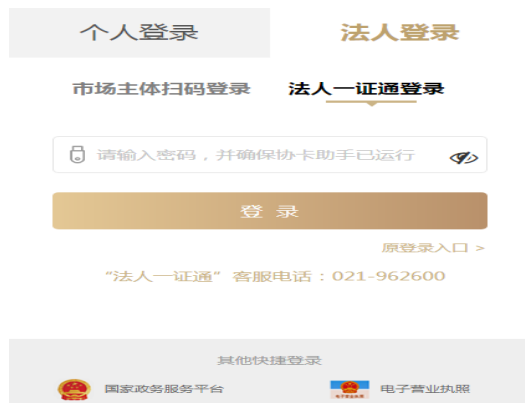 个人登录 法人登录
市场主体扫码登录 法人一证通登录
请输入密码，并确保协卡助手已运行
登 录
原登录入口 >
“法人一证通”客服电话：021-962600
其他快捷登录
国家政务服务平台 电子营业执照